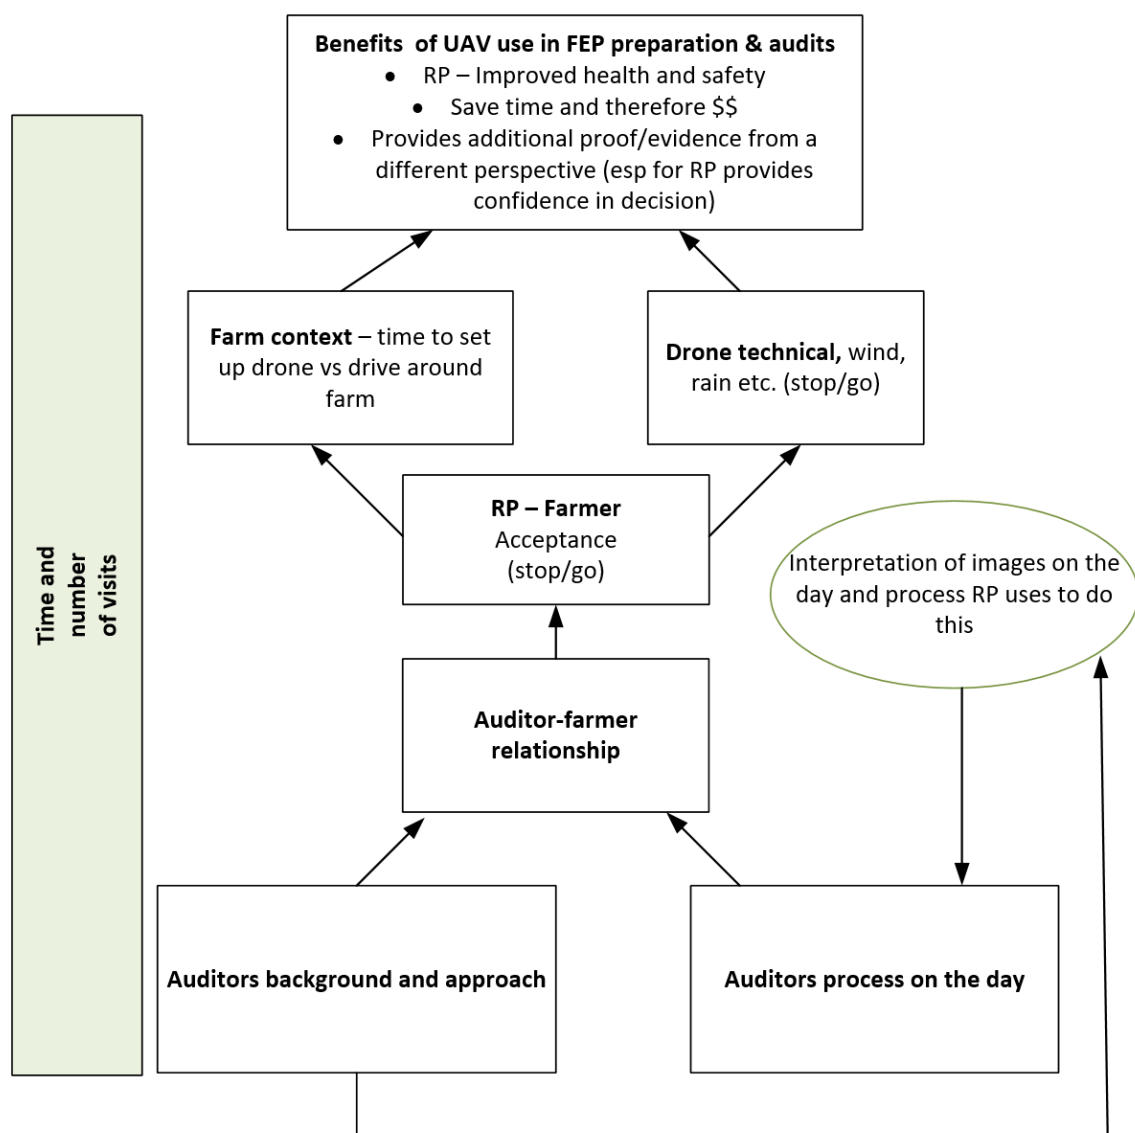 Benefits of UAV use in FEP preparation & audits
• RP – Improved health and safety
• Save time and therefore $$
• Provides additional proof/evidence from a
different perspective (esp for RP provides
confidence in decision)
Time and
number
of visits
Farm context – time to set
up drone vs drive around
farm
Drone technical, wind,
rain etc. (stop/go)
RP – Farmer
Acceptance
(stop/go)
Interpretation of images on the
day and process RP uses to do
this
Auditor-farmer
relationship
Auditors background and approach
Auditors process on the day